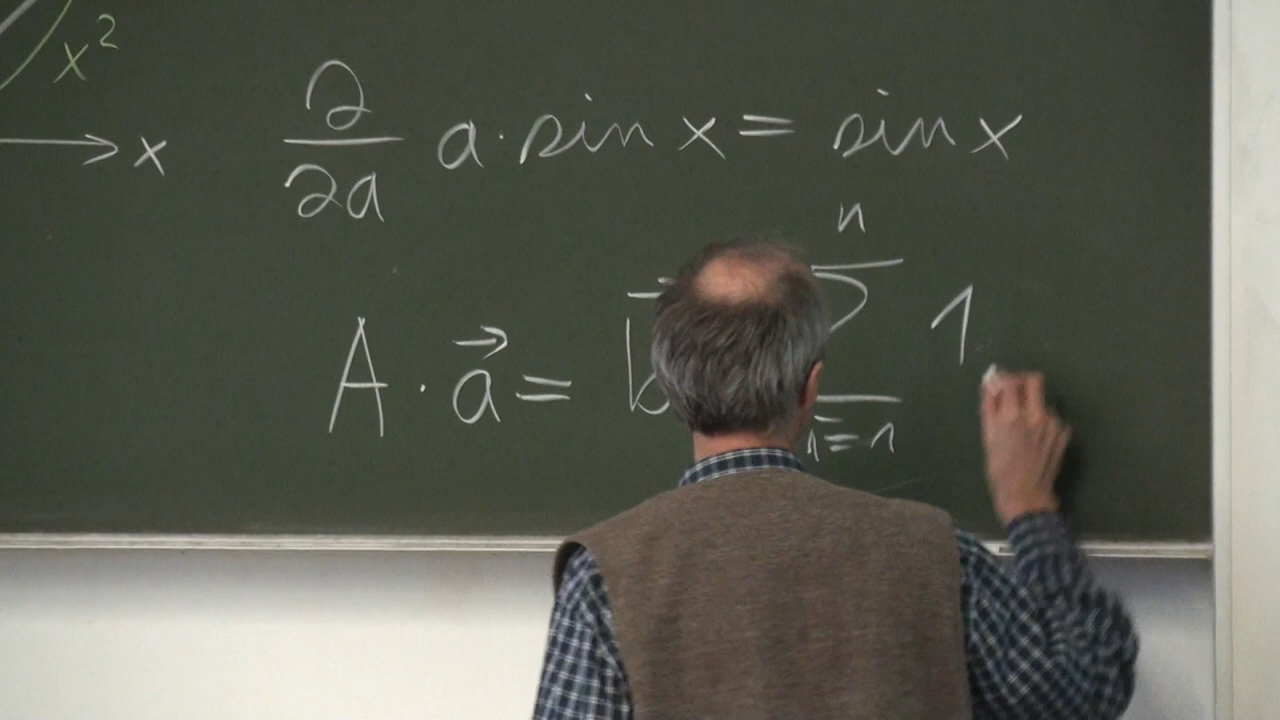 x²
x
∂/∂a a · sin x = sin x
A · a⃗ = b⃗
n
∑ 1
i = 1